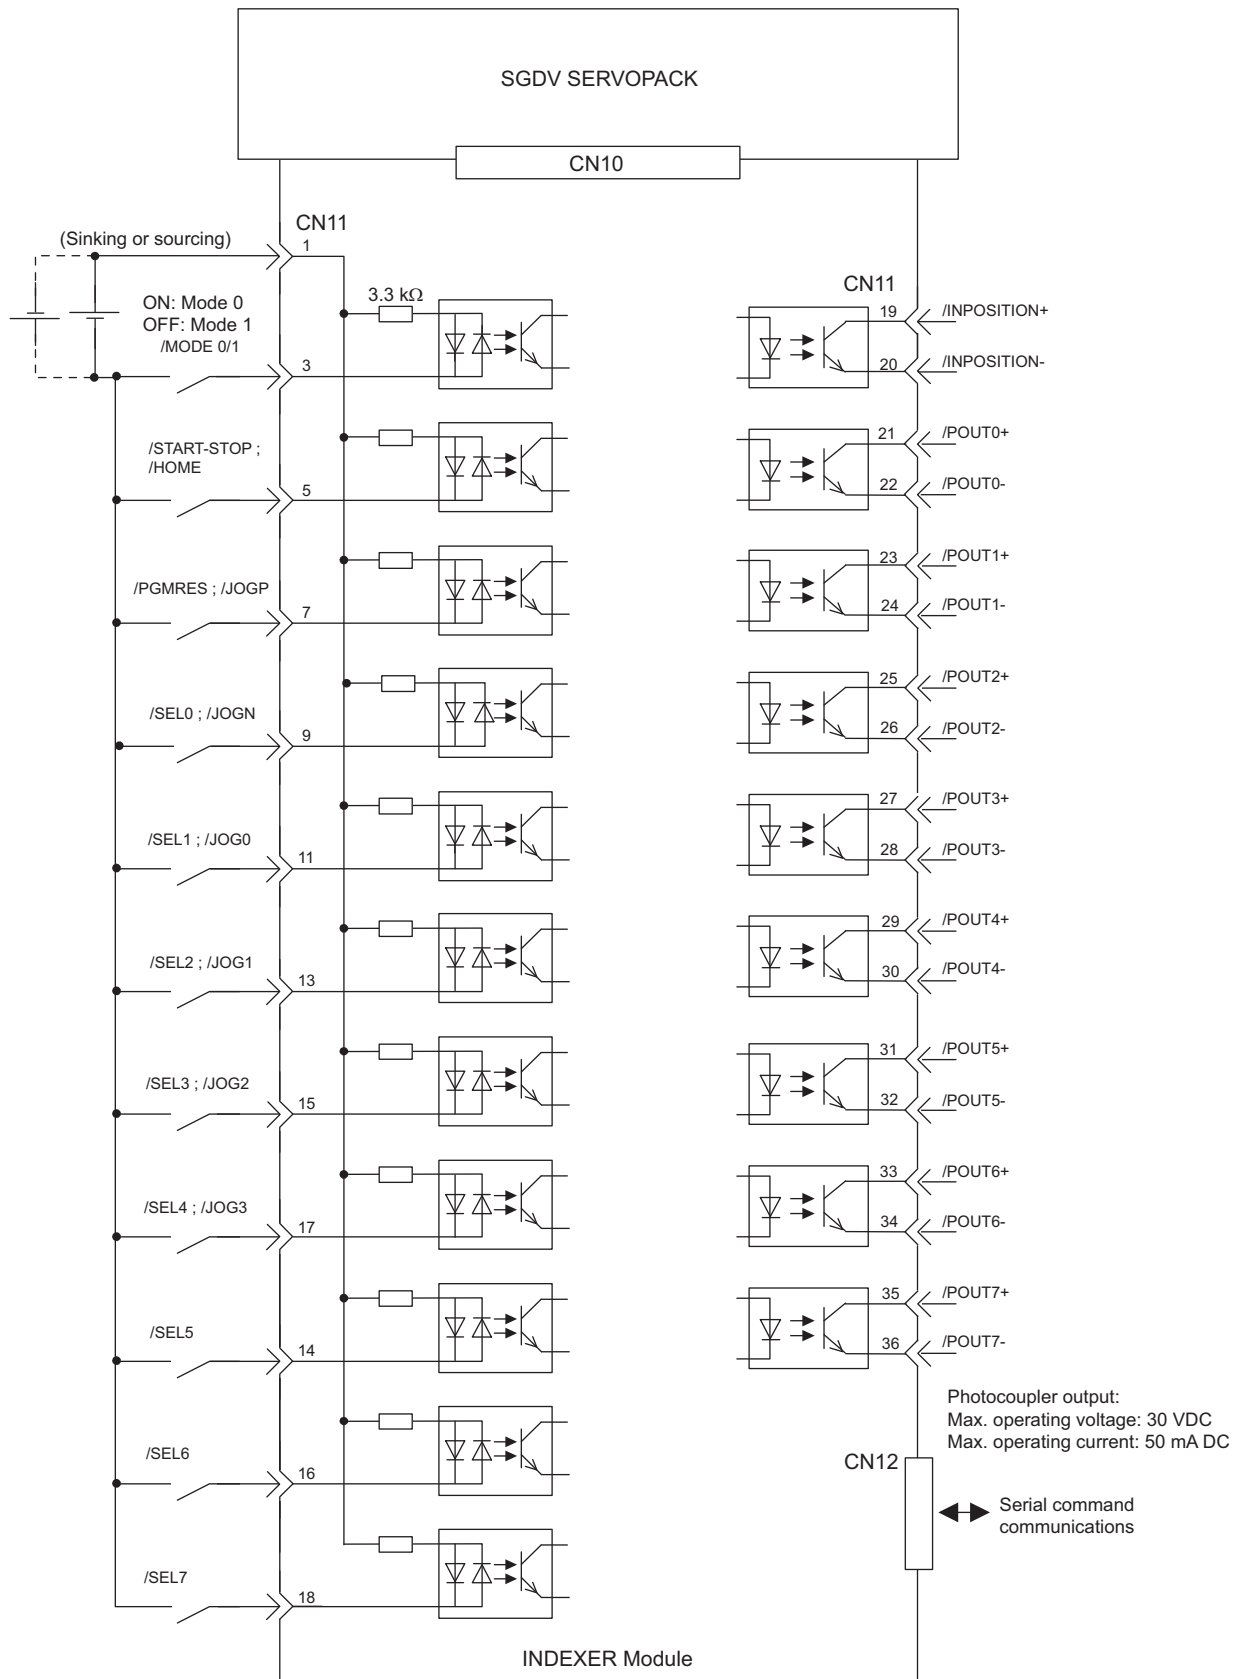 SGDV SERVOPACK
CN10
CN11
(Sinking or sourcing)
1
3.3 kΩ
ON: Mode 0
OFF: Mode 1
/MODE 0/1
3
/START-STOP ;
/HOME
5
/PGMRES ; /JOGP
7
/SEL0 ; /JOGN
9
/SEL1 ; /JOG0
11
/SEL2 ; /JOG1
13
/SEL3 ; /JOG2
15
/SEL4 ; /JOG3
17
/SEL5
14
/SEL6
16
/SEL7
18
CN11
19 /INPOSITION+
20 /INPOSITION-
21 /POUT0+
22 /POUT0-
23 /POUT1+
24 /POUT1-
25 /POUT2+
26 /POUT2-
27 /POUT3+
28 /POUT3-
29 /POUT4+
30 /POUT4-
31 /POUT5+
32 /POUT5-
33 /POUT6+
34 /POUT6-
35 /POUT7+
36 /POUT7-
Photocoupler output:
Max. operating voltage: 30 VDC
Max. operating current: 50 mA DC
CN12
Serial command
communications
INDEXER Module